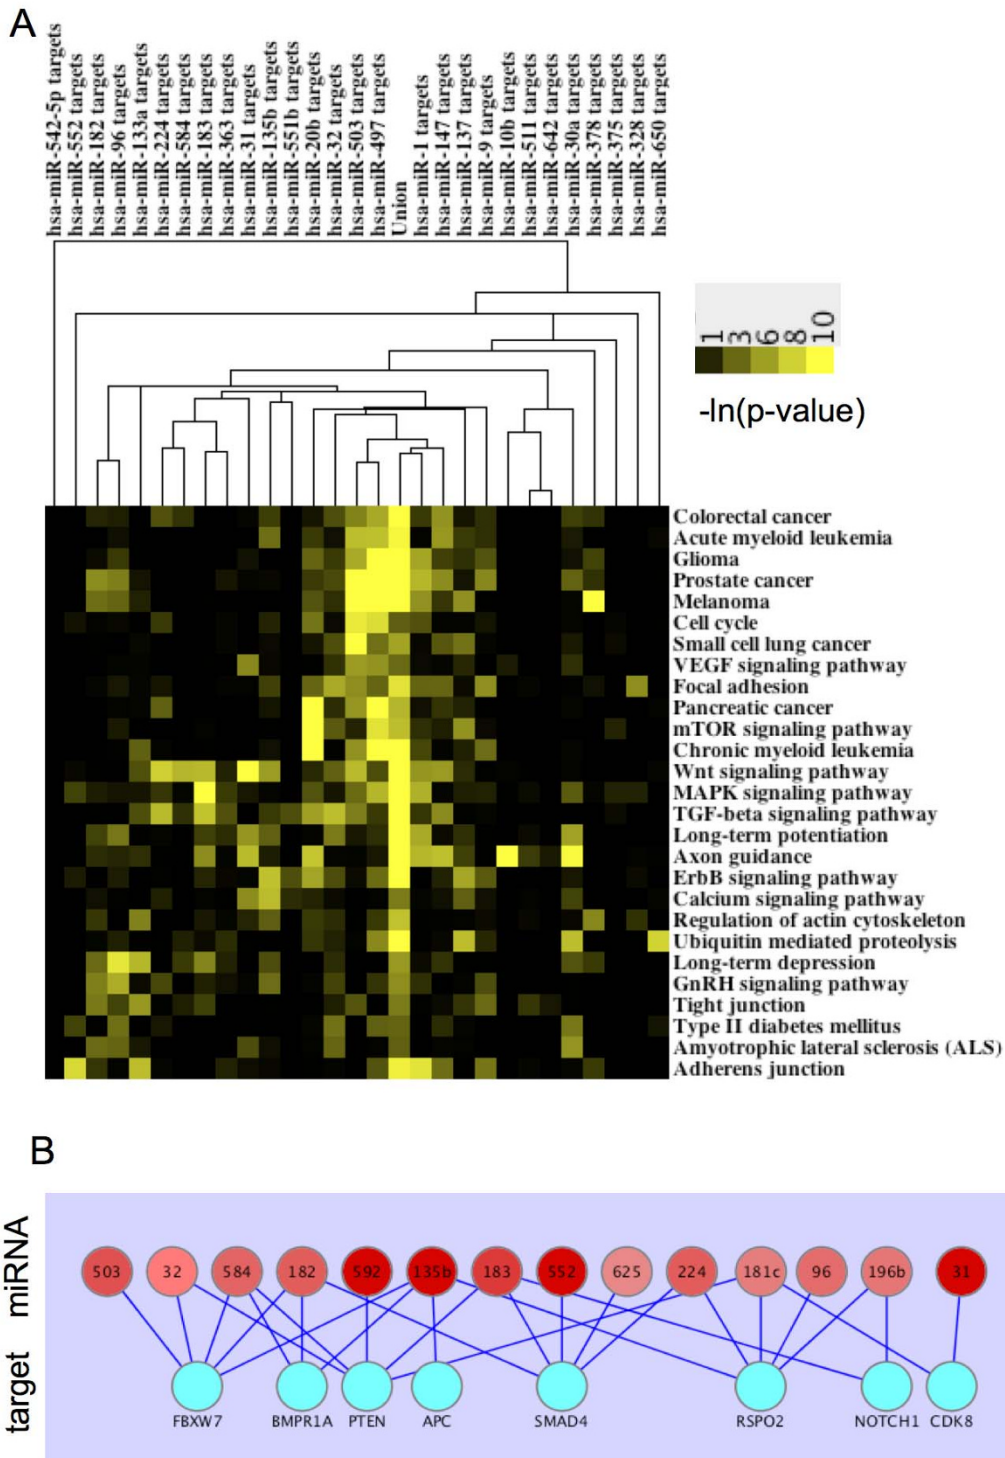 A
hsa-miR-542-5p targets
hsa-miR-552 targets
hsa-miR-182 targets
hsa-miR-96 targets
hsa-miR-133a targets
hsa-miR-224 targets
hsa-miR-584 targets
hsa-miR-183 targets
hsa-miR-363 targets
hsa-miR-31 targets
hsa-miR-135b targets
hsa-miR-551b targets
hsa-miR-20b targets
hsa-miR-32 targets
hsa-miR-503 targets
hsa-miR-497 targets
Union
hsa-miR-1 targets
hsa-miR-147 targets
hsa-miR-137 targets
hsa-miR-9 targets
hsa-miR-10b targets
hsa-miR-511 targets
hsa-miR-642 targets
hsa-miR-30a targets
hsa-miR-378 targets
hsa-miR-375 targets
hsa-miR-328 targets
hsa-miR-650 targets
1
3
6
8
10
-ln(p-value)
Colorectal cancer
Acute myeloid leukemia
Glioma
Prostate cancer
Melanoma
Cell cycle
Small cell lung cancer
VEGF signaling pathway
Focal adhesion
Pancreatic cancer
mTOR signaling pathway
Chronic myeloid leukemia
Wnt signaling pathway
MAPK signaling pathway
TGF-beta signaling pathway
Long-term potentiation
Axon guidance
ErbB signaling pathway
Calcium signaling pathway
Regulation of actin cytoskeleton
Ubiquitin mediated proteolysis
Long-term depression
GnRH signaling pathway
Tight junction
Type II diabetes mellitus
Amyotrophic lateral sclerosis (ALS)
Adherens junction
B
miRNA
503 32 584 182 592 135b 183 552 625 224 181c 96 196b 31
target
FBXW7 BMPR1A PTEN APC SMAD4 RSPO2 NOTCH1 CDK8